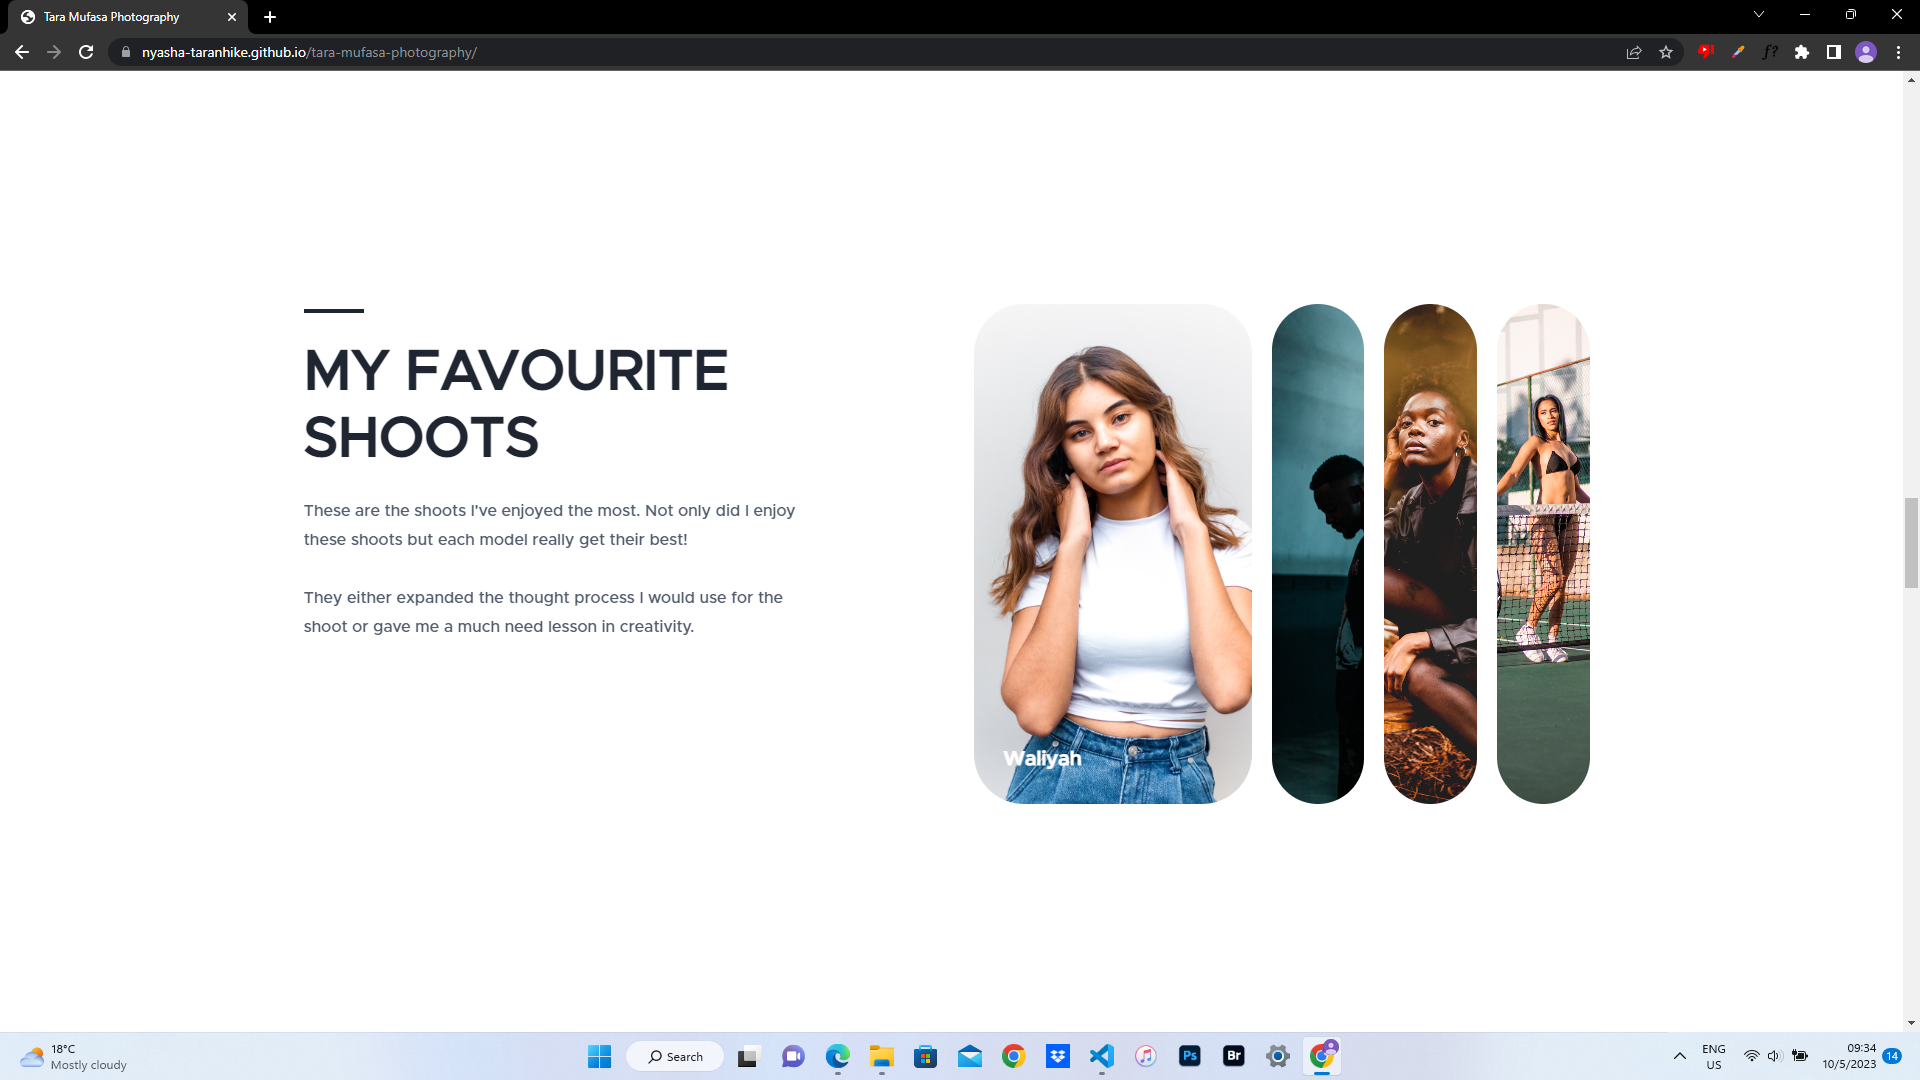 Tara Mufasa Photography
nyasha-taranhike.github.io/tara-mufasa-photography/
f?
MY FAVOURITE
SHOOTS
These are the shoots I've enjoyed the most. Not only did I enjoy
these shoots but each model really get their best!
They either expanded the thought process I would use for the
shoot or gave me a much need lesson in creativity.
Waliyah
18°C
Mostly cloudy
Search
Ps
Br
ENG
US
09:34
10/5/2023
14